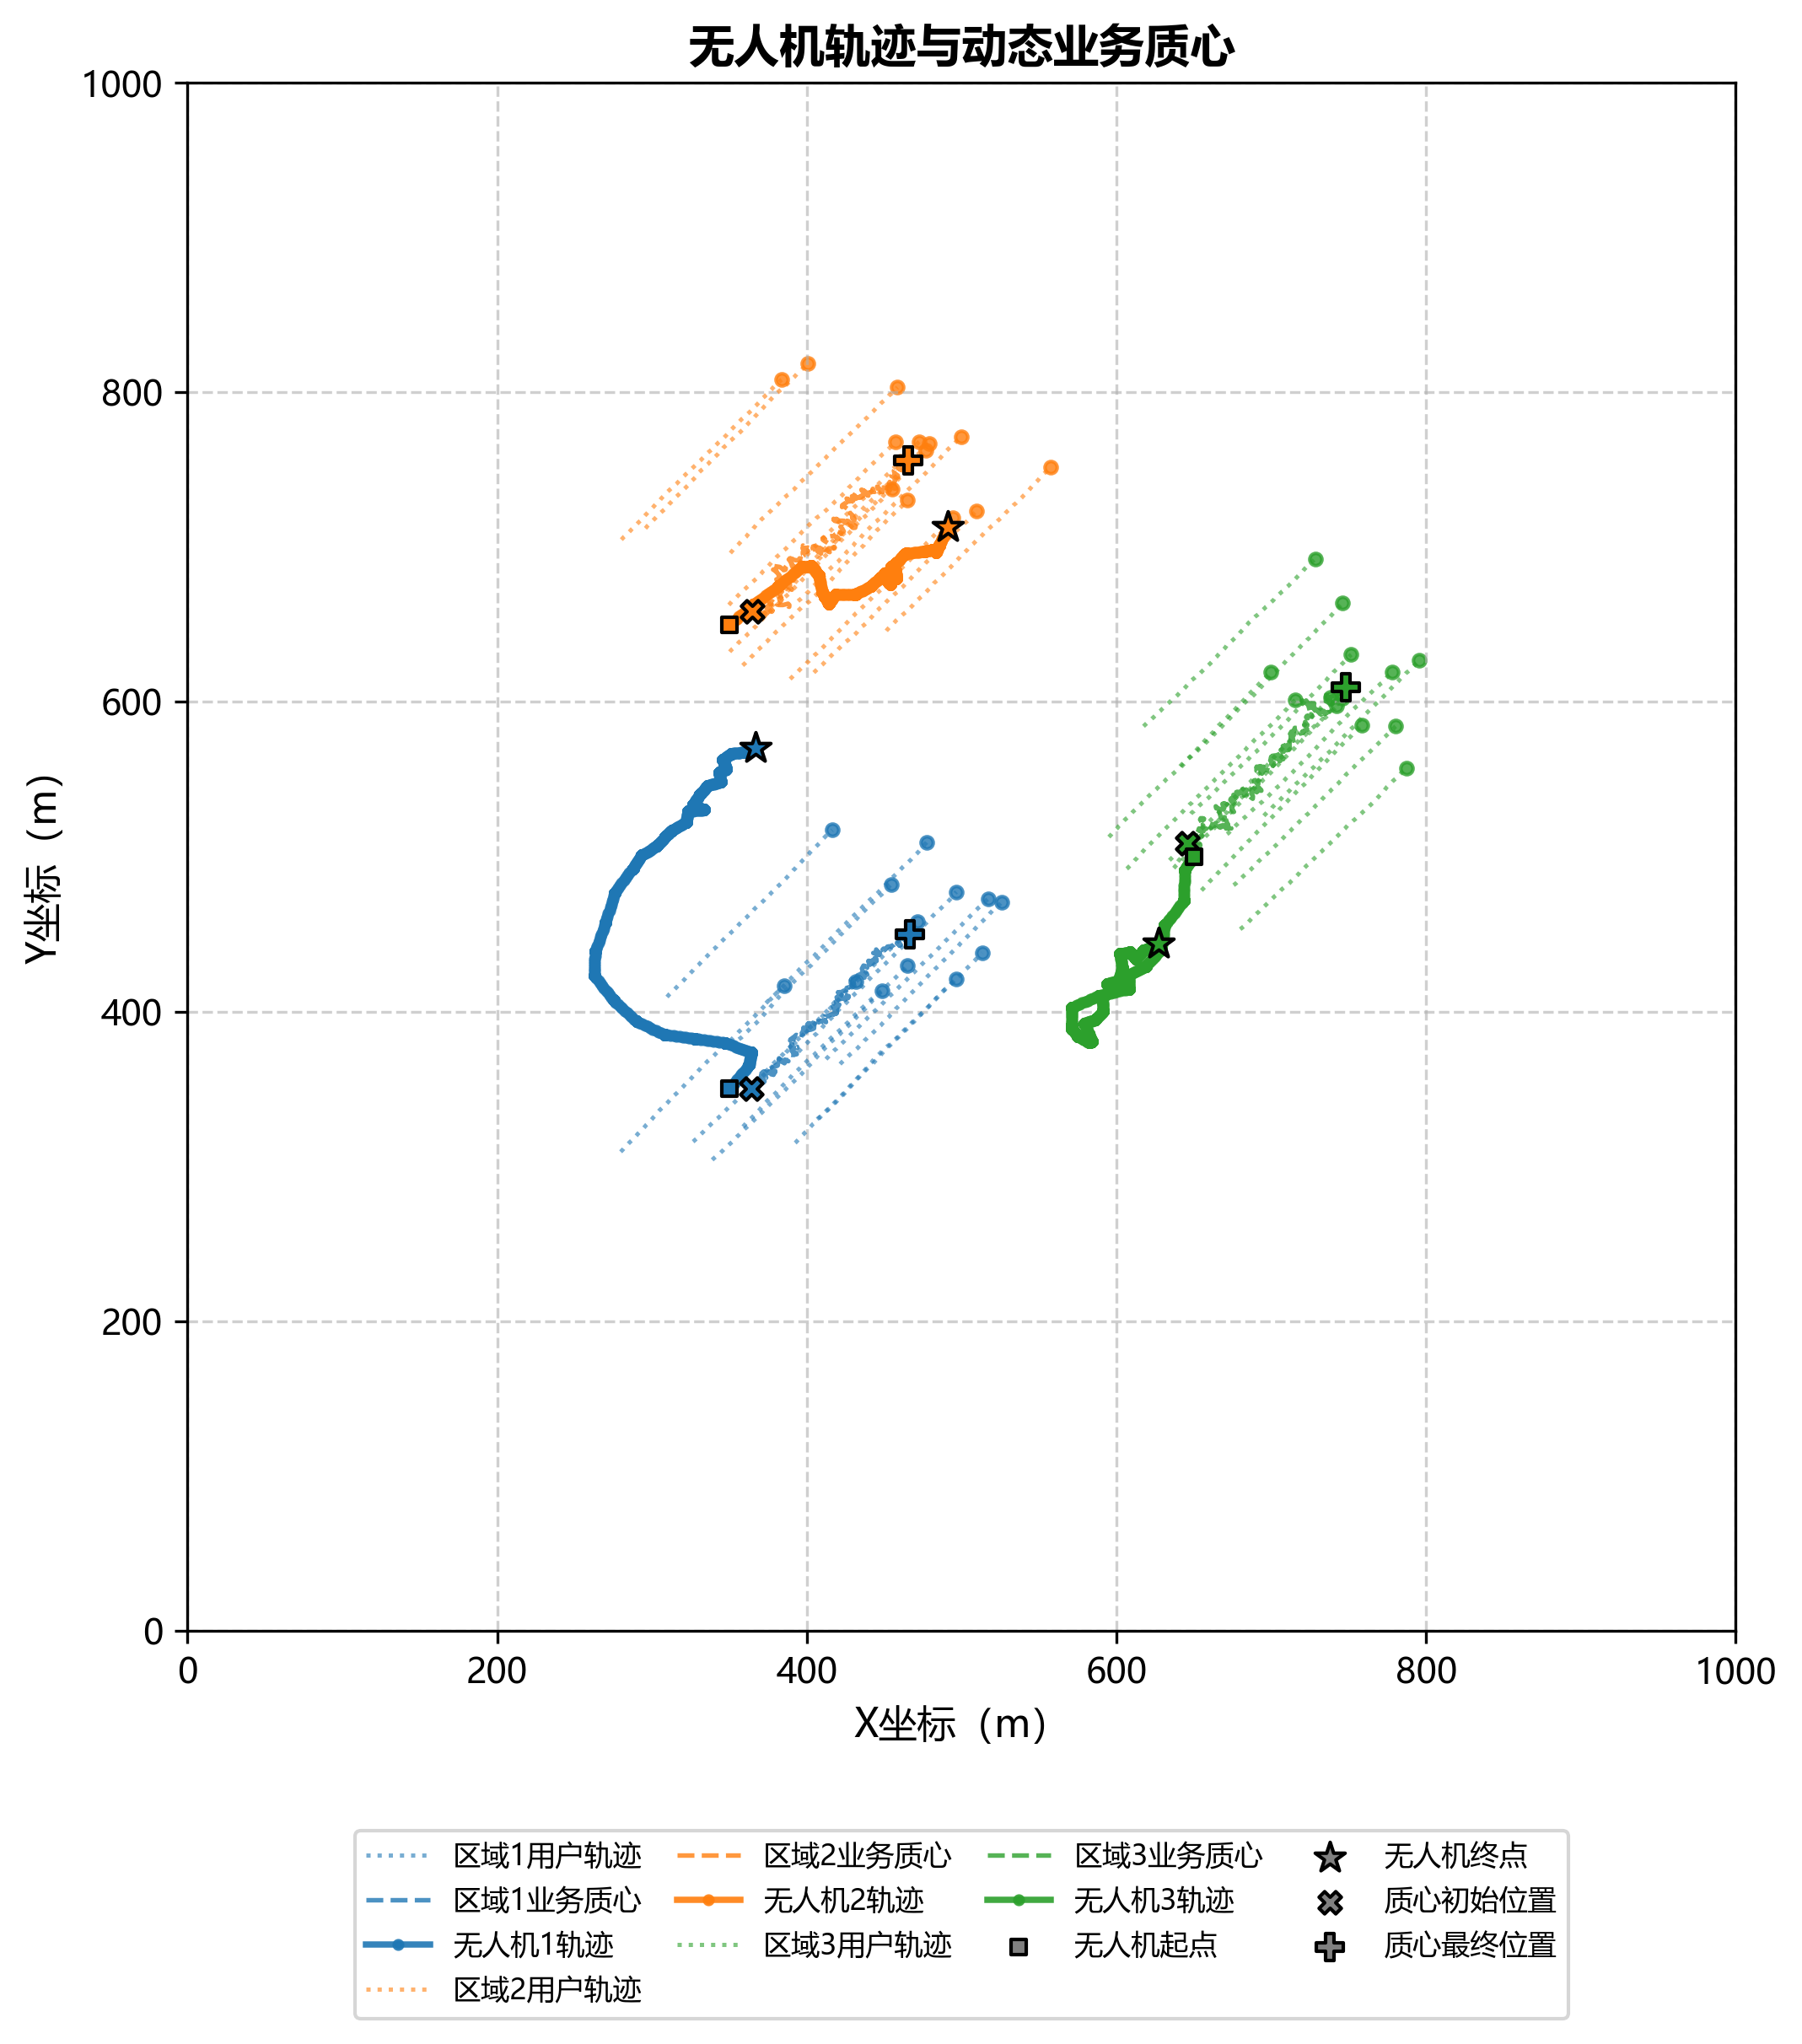 无人机轨迹与动态业务质心
1000
800
600
400
200
0
Y坐标（m）
0 200 400 600 800 1000
X坐标（m）
区域1用户轨迹
区域1业务质心
无人机1轨迹
区域2用户轨迹
区域2业务质心
无人机2轨迹
区域3用户轨迹
区域3业务质心
无人机3轨迹
无人机起点
无人机终点
质心初始位置
质心最终位置